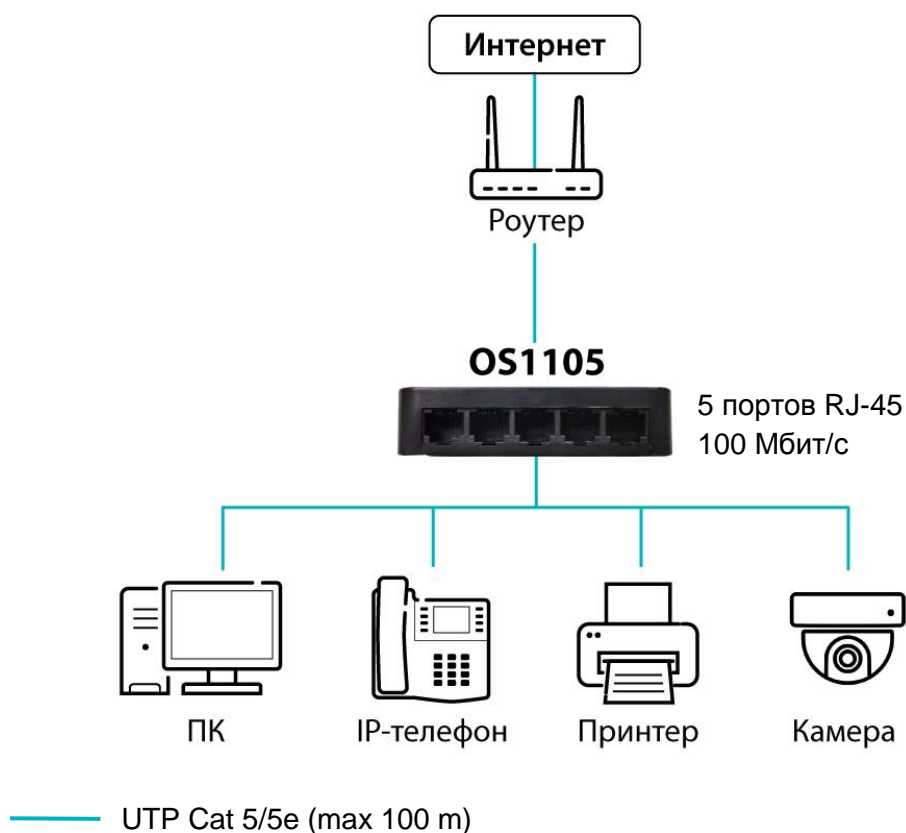 Интернет
Роутер
OS1105
5 портов RJ-45
100 Мбит/с
ПК
IP-телефон
Принтер
Камера
UTP Cat 5/5e (max 100 m)